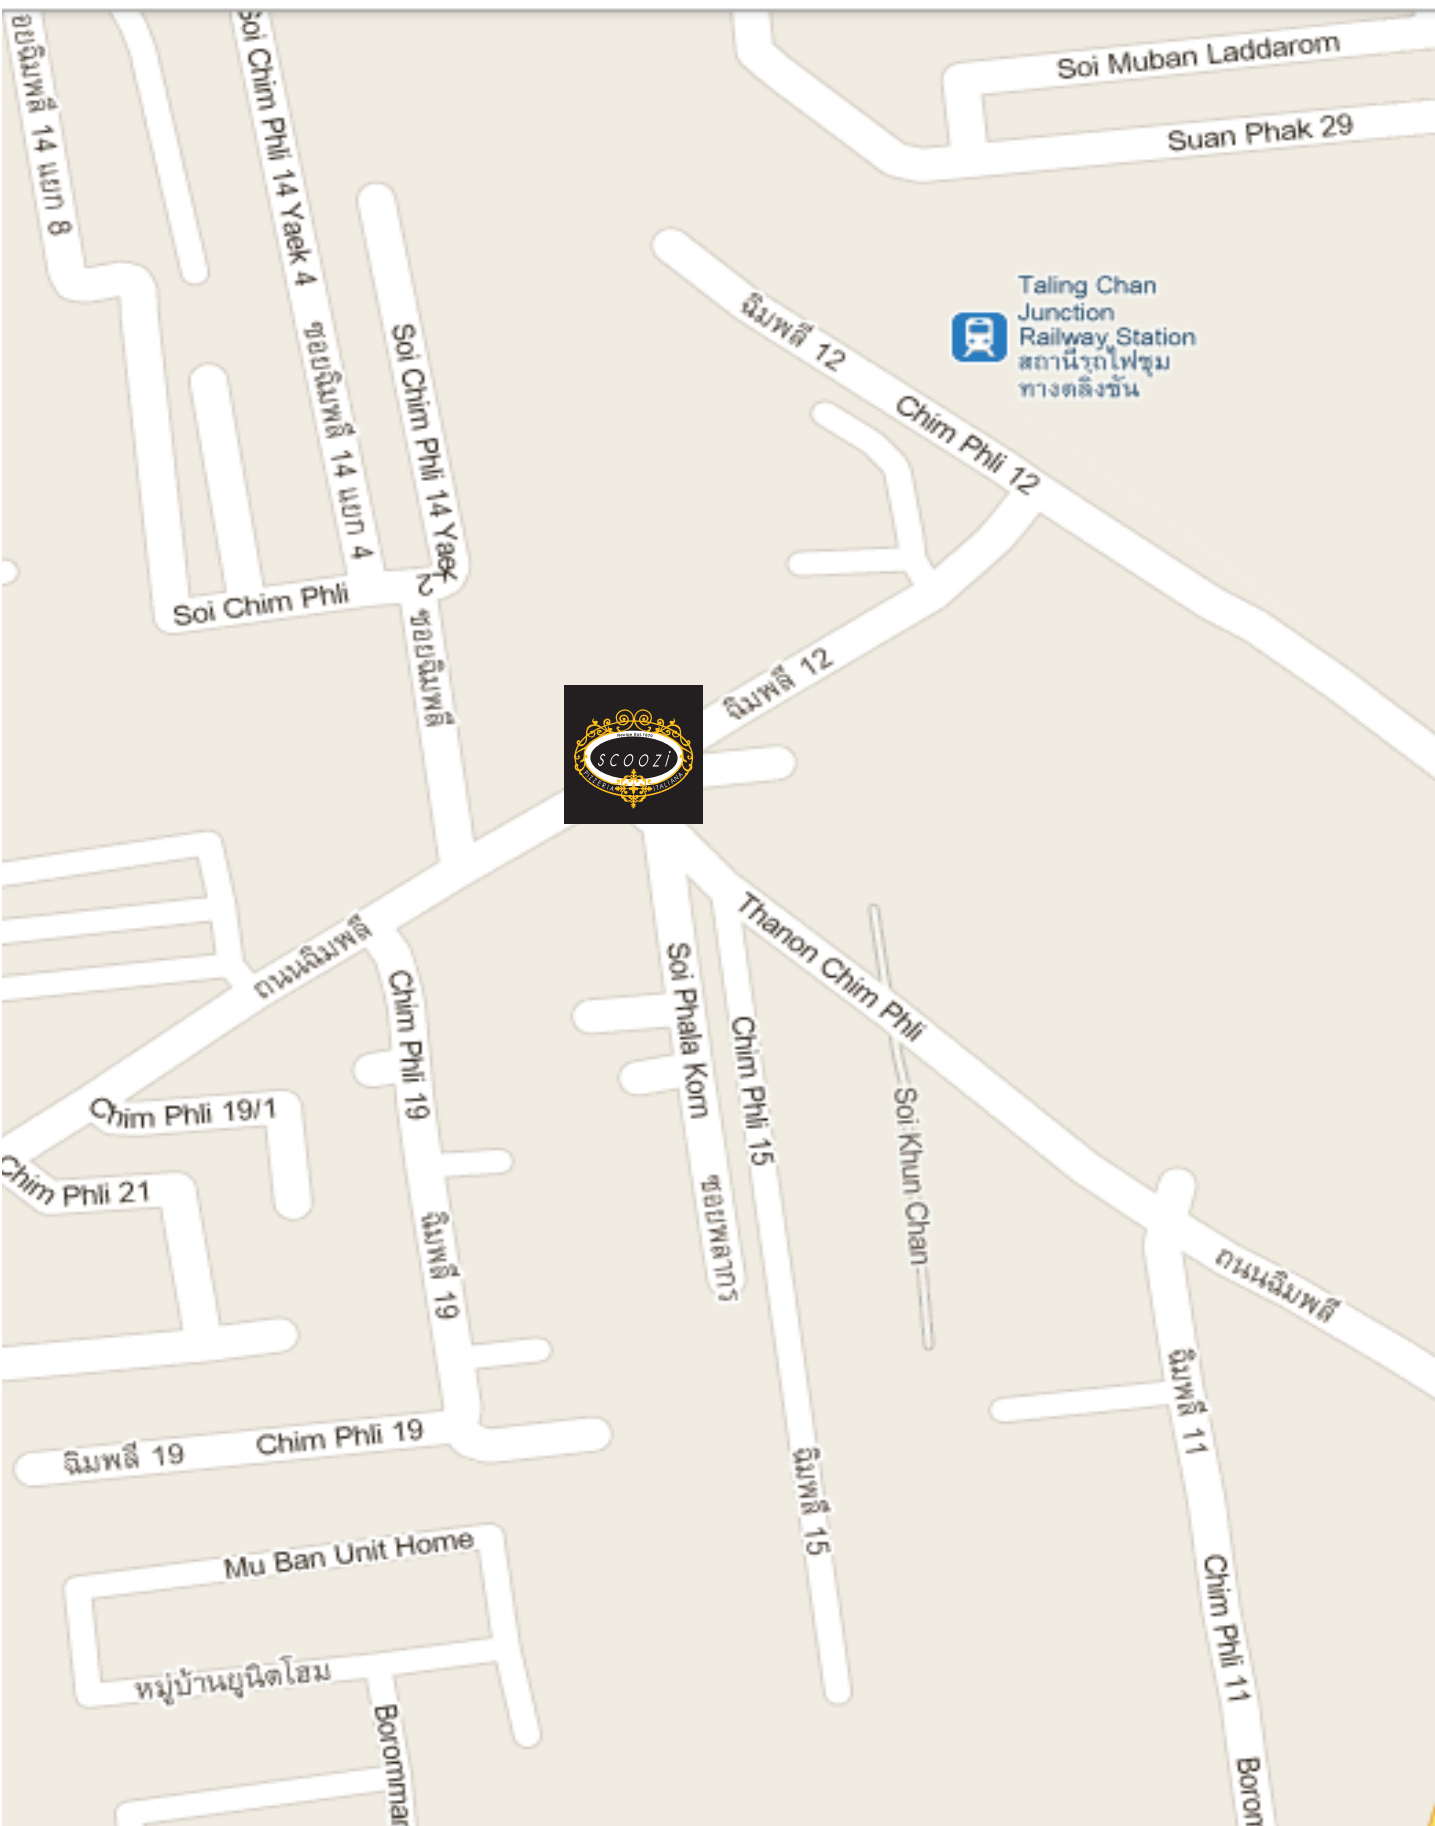 Soi Muban Laddarom
Suan Phak 29
อยฉิมพลี 14 แยก 8
Soi Chim Phli 14 Yaek 4
ซอยฉิมพลี 14 แยก 4
Soi Chim Phli 14 Yaek 2
Taling Chan
Junction
Railway Station
สถานีรถไฟชุม
ทางตลิ่งชัน
ฉิมพลี 12
Chim Phli 12
Soi Chim Phli
ซอยฉิมพลี
ฉิมพลี 12
Recipe Est. 1870
SCOOZI
PIZZERIA ITALIANA
ถนนฉิมพลี
Thanon Chim Phli
Chim Phli 19
Soi Phala Korn
Chim Phli 15
Soi Khun Chan
Chim Phli 19/1
Chim Phli 21
ซอยพลากร
ฉิมพลี 19
ถนนฉิมพลี
ฉิมพลี 11
ฉิมพลี 19
Chim Phli 19
ฉิมพลี 15
Mu Ban Unit Home
Chim Phli 11
หมู่บ้านยูนิตโฮม
Borommar
Boron